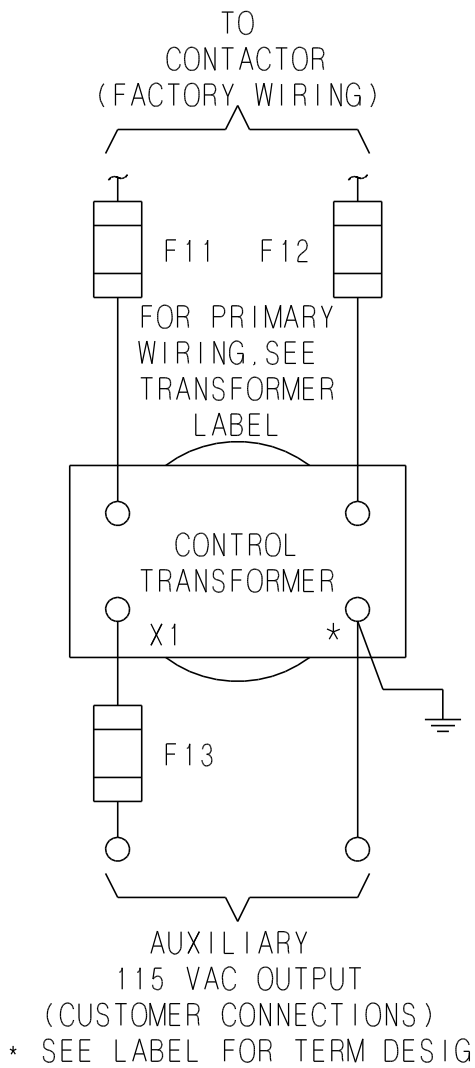 TO
CONTACTOR
(FACTORY WIRING)
F11 F12
FOR PRIMARY
WIRING,SEE
TRANSFORMER
LABEL
CONTROL
TRANSFORMER
X1 *
F13
AUXILIARY
115 VAC OUTPUT
(CUSTOMER CONNECTIONS)
* SEE LABEL FOR TERM DESIG